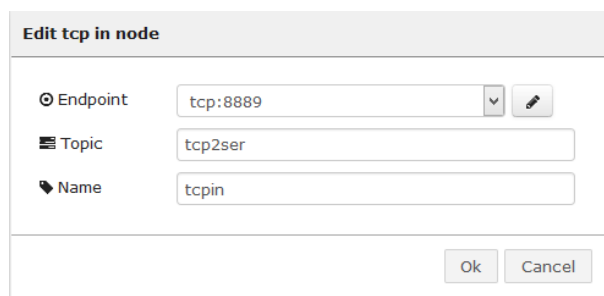 Edit tcp in node
Endpoint tcp:8889
Topic tcp2ser
Name tcpin
Ok Cancel